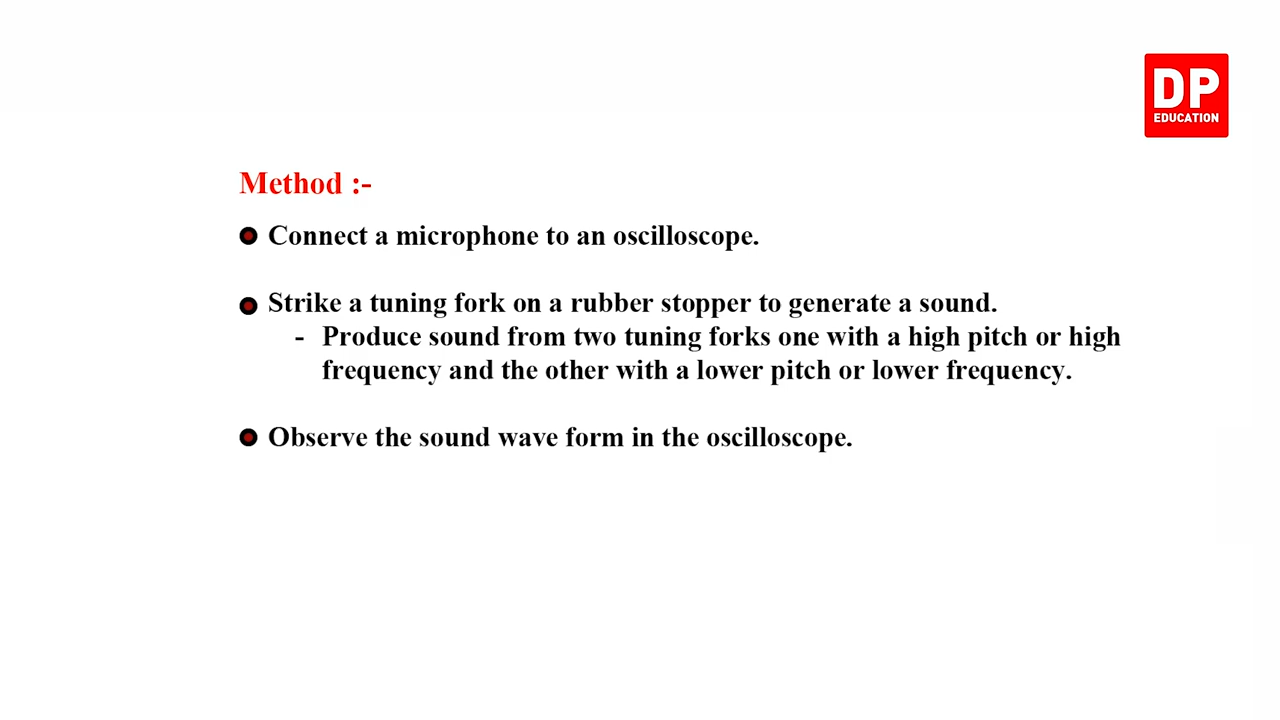 DP
EDUCATION
Method :-
Connect a microphone to an oscilloscope.
Strike a tuning fork on a rubber stopper to generate a sound.
- Produce sound from two tuning forks one with a high pitch or high
frequency and the other with a lower pitch or lower frequency.
Observe the sound wave form in the oscilloscope.